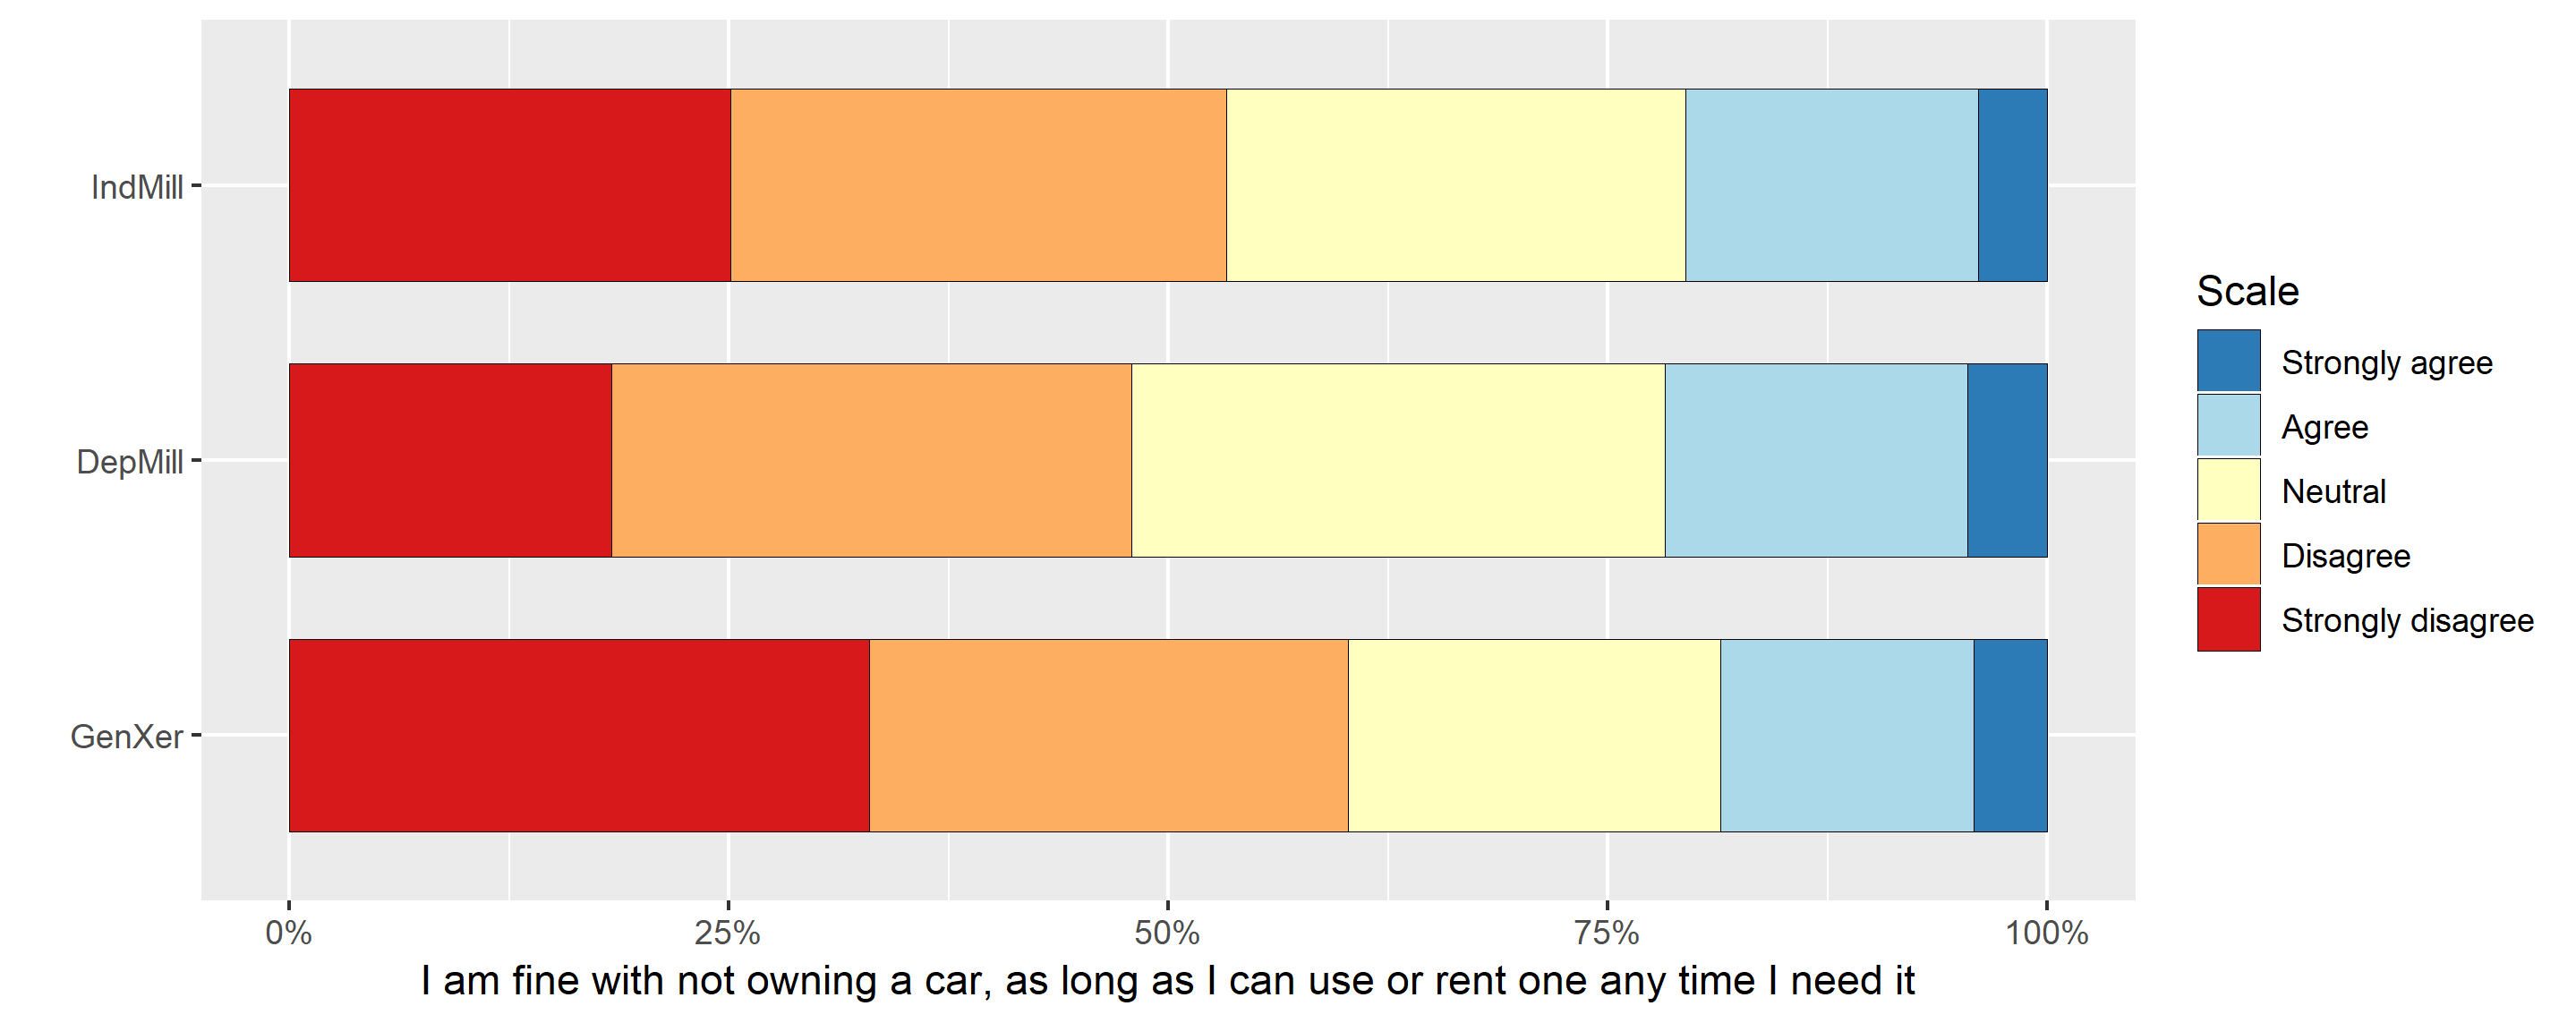 IndMill
DepMill
GenXer
0% 25% 50% 75% 100%
I am fine with not owning a car, as long as I can use or rent one any time I need it
Scale
Strongly agree
Agree
Neutral
Disagree
Strongly disagree